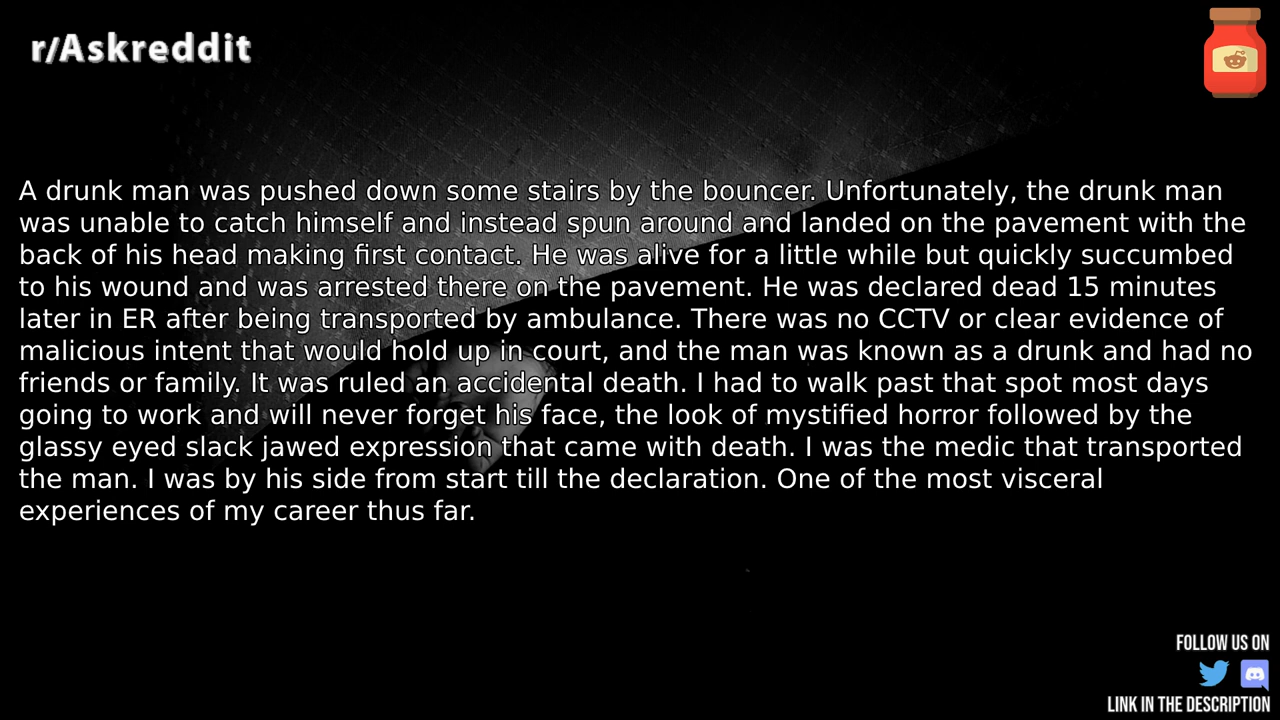 r/Askreddit
A drunk man was pushed down some stairs by the bouncer. Unfortunately, the drunk man
was unable to catch himself and instead spun around and landed on the pavement with the
back of his head making first contact. He was alive for a little while but quickly succumbed
to his wound and was arrested there on the pavement. He was declared dead 15 minutes
later in ER after being transported by ambulance. There was no CCTV or clear evidence of
malicious intent that would hold up in court, and the man was known as a drunk and had no
friends or family. It was ruled an accidental death. I had to walk past that spot most days
going to work and will never forget his face, the look of mystified horror followed by the
glassy eyed slack jawed expression that came with death. I was the medic that transported
the man. I was by his side from start till the declaration. One of the most visceral
experiences of my career thus far.
FOLLOW US ON
LINK IN THE DESCRIPTION